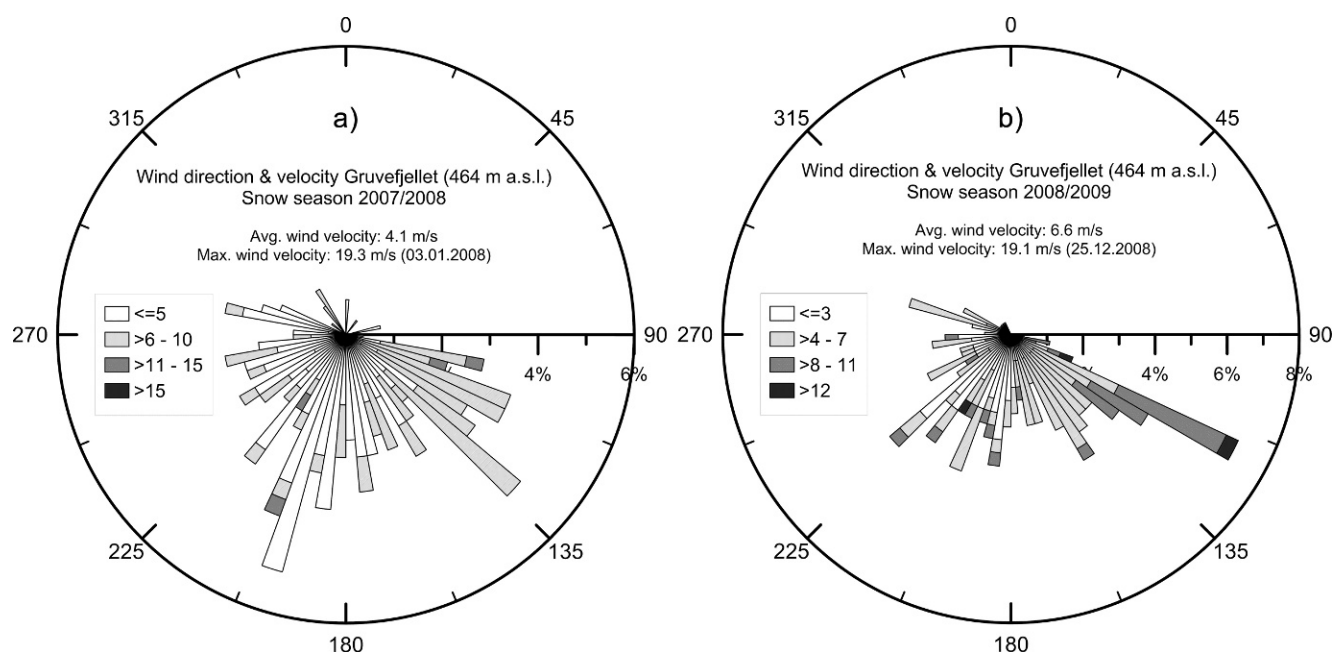 0
45
90
135
180
225
270
315
a)
Wind direction & velocity Gruvefjellet (464 m a.s.l.)
Snow season 2007/2008
Avg. wind velocity: 4.1 m/s
Max. wind velocity: 19.3 m/s (03.01.2008)
<=5
>6 - 10
>11 - 15
>15
4%
6%
0
45
90
135
180
225
270
315
b)
Wind direction & velocity Gruvefjellet (464 m a.s.l.)
Snow season 2008/2009
Avg. wind velocity: 6.6 m/s
Max. wind velocity: 19.1 m/s (25.12.2008)
<=3
>4 - 7
>8 - 11
>12
4%
6%
8%